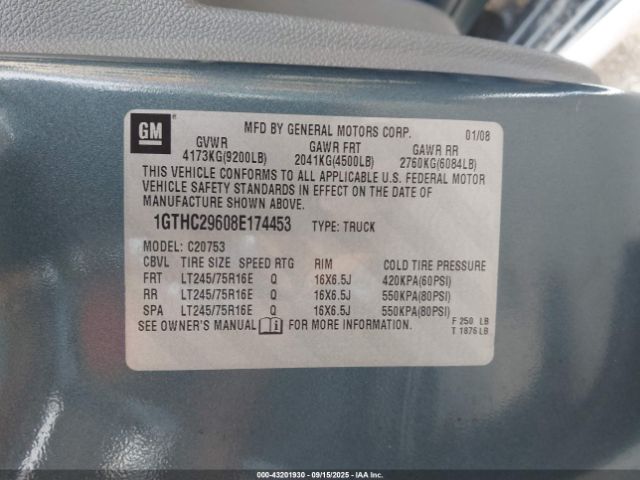 GM
MFD BY GENERAL MOTORS CORP. 01/08
GVWR GAWR FRT GAWR RR
4173KG(9200LB) 2041KG(4500LB) 2760KG(6084LB)
THIS VEHICLE CONFORMS TO ALL APPLICABLE U.S. FEDERAL MOTOR
VEHICLE SAFETY STANDARDS IN EFFECT ON THE DATE OF
MANUFACTURE SHOWN ABOVE.
1GTHC29608E174453 TYPE: TRUCK
MODEL: C20753
CBVL TIRE SIZE SPEED RTG RIM COLD TIRE PRESSURE
FRT LT245/75R16E Q 16X6.5J 420KPA(60PSI)
RR LT245/75R16E Q 16X6.5J 550KPA(80PSI)
SPA LT245/75R16E Q 16X6.5J 550KPA(80PSI)
SEE OWNER'S MANUAL FOR MORE INFORMATION.
F 250 LB
T 1876 LB
000-43201930 - 09/15/2025 - IAAI, Inc.